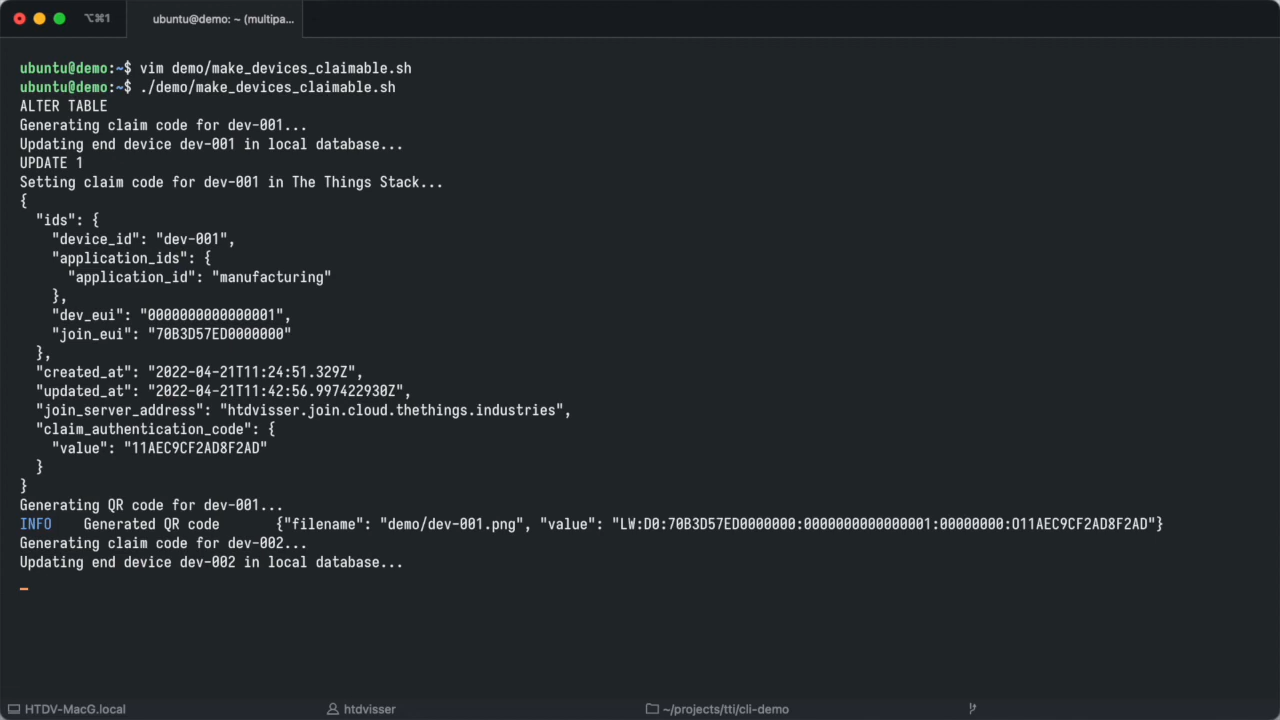 ⌥⌘1
ubuntu@demo: ~ (multipa...
ubuntu@demo:~$ vim demo/make_devices_claimable.sh
ubuntu@demo:~$ ./demo/make_devices_claimable.sh
ALTER TABLE
Generating claim code for dev-001...
Updating end device dev-001 in local database...
UPDATE 1
Setting claim code for dev-001 in The Things Stack...
{
  "ids": {
    "device_id": "dev-001",
    "application_ids": {
      "application_id": "manufacturing"
    },
    "dev_eui": "0000000000000001",
    "join_eui": "70B3D57ED0000000"
  },
  "created_at": "2022-04-21T11:24:51.329Z",
  "updated_at": "2022-04-21T11:42:56.997422930Z",
  "join_server_address": "htdvisser.join.cloud.thethings.industries",
  "claim_authentication_code": {
    "value": "11AEC9CF2AD8F2AD"
  }
}
Generating QR code for dev-001...
INFO    Generated QR code       {"filename": "demo/dev-001.png", "value": "LW:D0:70B3D57ED0000000:0000000000000001:00000000:O11AEC9CF2AD8F2AD"}
Generating claim code for dev-002...
Updating end device dev-002 in local database...
HTDV-MacG.local
htdvisser
~/projects/tti/cli-demo